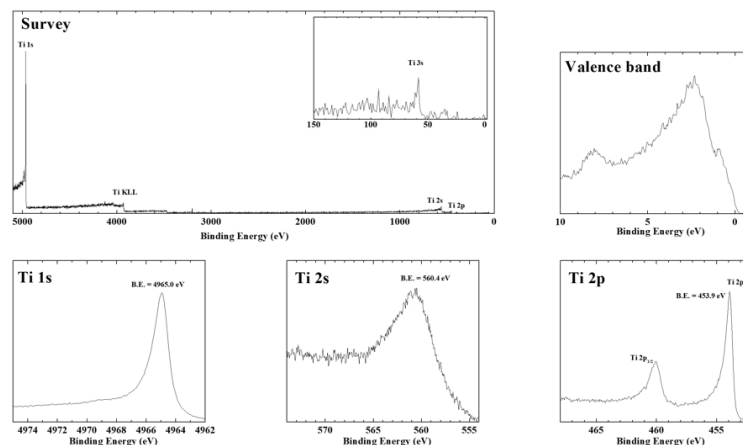 Survey
Ti 1s
Ti KLL
Ti 2s
Ti 2p
5000 4000 3000 2000 1000 0
Binding Energy (eV)
Ti 3s
150 100 50 0
Valence band
10 5 0
Binding Energy (eV)
Ti 1s
B.E. = 4965.0 eV
4974 4972 4970 4968 4966 4964 4962
Binding Energy (eV)
Ti 2s
B.E. = 560.4 eV
570 565 560 555
Binding Energy (eV)
Ti 2p
Ti 2p
B.E. = 453.9 eV
Ti 2p1/2
465 460 455
Binding Energy (eV)